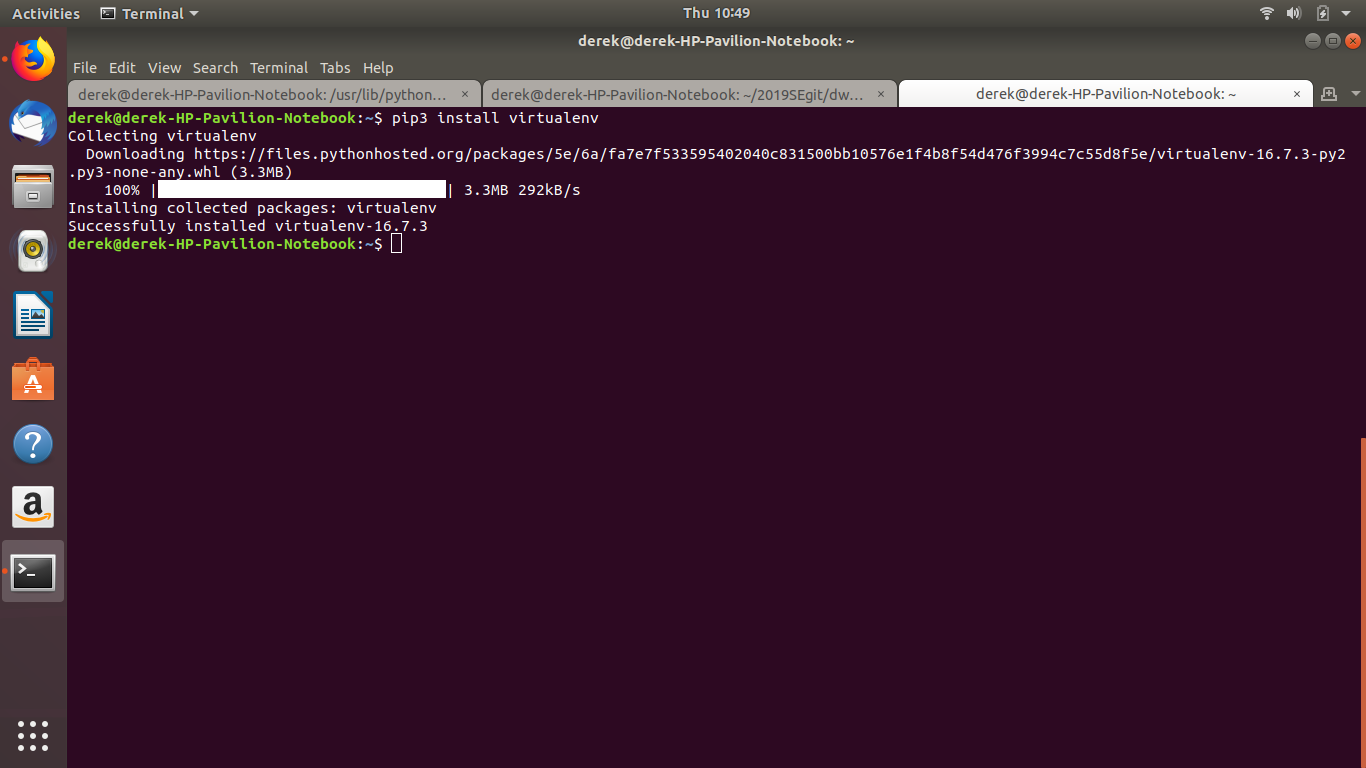 Activities Terminal Thu 10:49
derek@derek-HP-Pavilion-Notebook: ~
File Edit View Search Terminal Tabs Help
derek@derek-HP-Pavilion-Notebook: /usr/lib/python... × derek@derek-HP-Pavilion-Notebook: ~/2019SEgit/dw... × derek@derek-HP-Pavilion-Notebook: ~ ×
derek@derek-HP-Pavilion-Notebook:~$ pip3 install virtualenv
Collecting virtualenv
  Downloading https://files.pythonhosted.org/packages/5e/6a/fa7e7f533595402040c831500bb10576e1f4b8f54d476f3994c7c55d8f5e/virtualenv-16.7.3-py2
.py3-none-any.whl (3.3MB)
    100% |████████████████████████████████| 3.3MB 292kB/s
Installing collected packages: virtualenv
Successfully installed virtualenv-16.7.3
derek@derek-HP-Pavilion-Notebook:~$